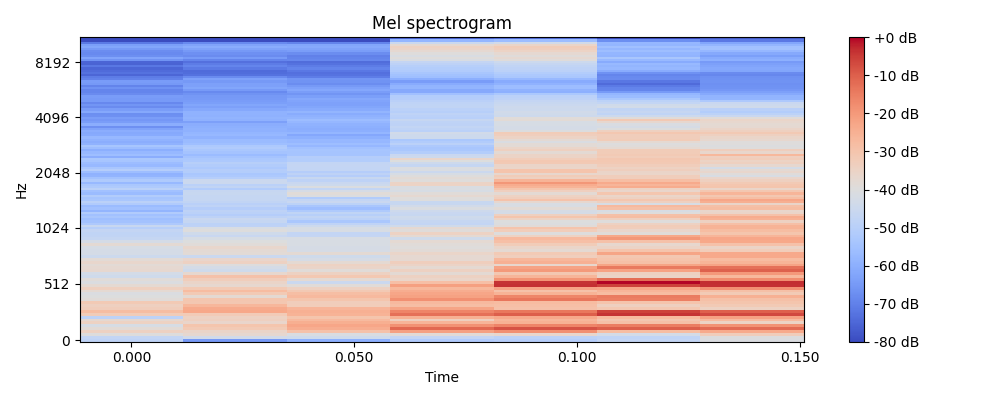 Mel spectrogram
Hz
8192
4096
2048
1024
512
0
0.000
0.050
0.100
0.150
Time
+0 dB
-10 dB
-20 dB
-30 dB
-40 dB
-50 dB
-60 dB
-70 dB
-80 dB